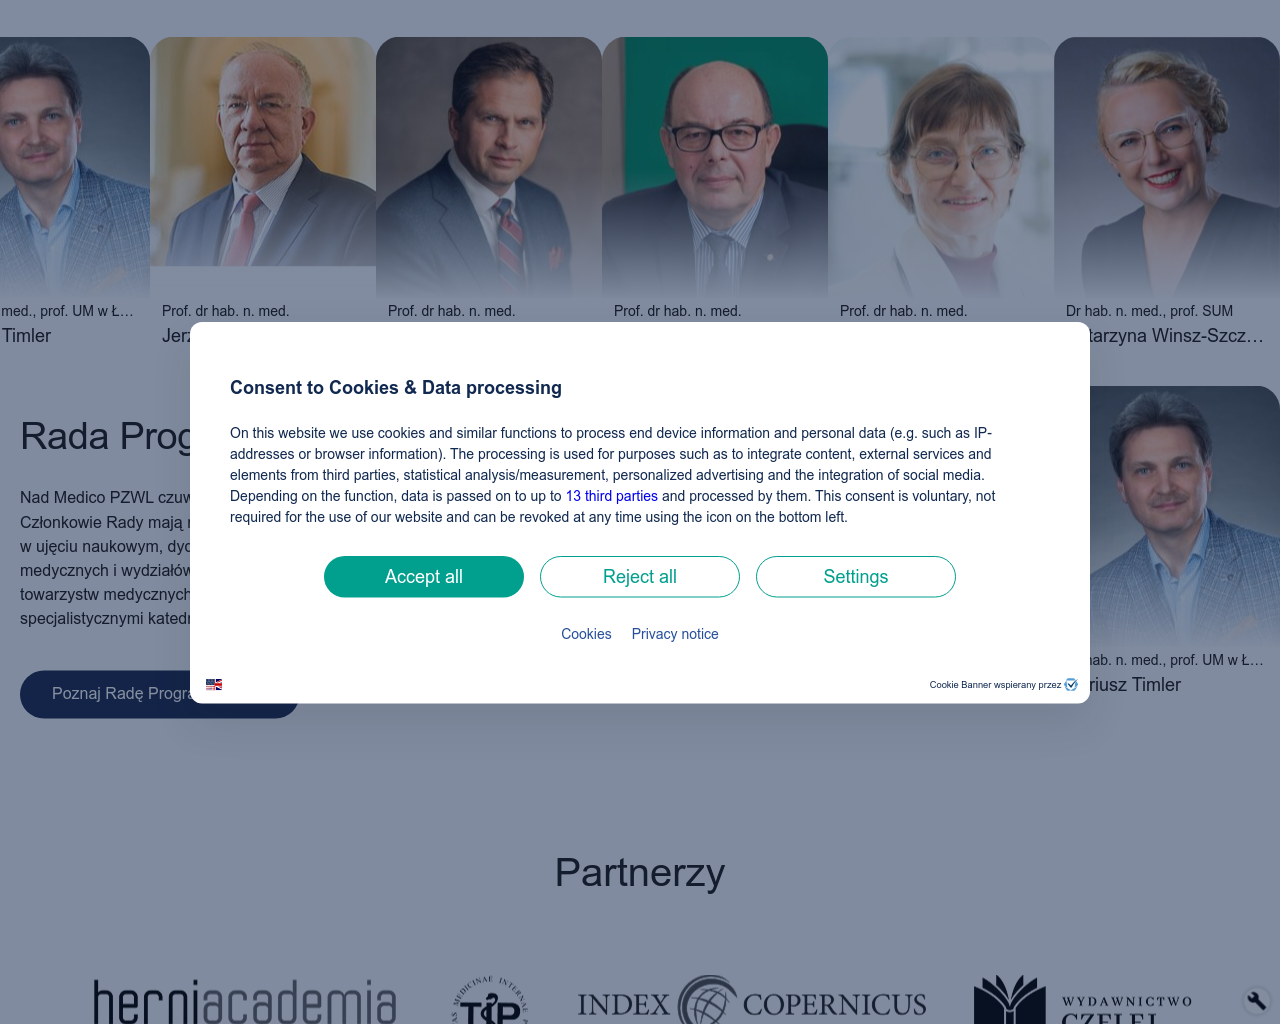 med., prof. UM w Ł…
Timler
Prof. dr hab. n. med.
Prof. dr hab. n. med.
Prof. dr hab. n. med.
Prof. dr hab. n. med.
Dr hab. n. med., prof. SUM
tarzyna Winsz-Szcz…
Consent to Cookies & Data processing
On this website we use cookies and similar functions to process end device information and personal data (e.g. such as IP-
addresses or browser information). The processing is used for purposes such as to integrate content, external services and
elements from third parties, statistical analysis/measurement, personalized advertising and the integration of social media.
Depending on the function, data is passed on to up to 13 third parties and processed by them. This consent is voluntary, not
required for the use of our website and can be revoked at any time using the icon on the bottom left.
Accept all
Reject all
Settings
Cookies
Privacy notice
Cookie Banner wspierany przez
Rada Prog
Nad Medico PZWL czuw
Członkowie Rady mają
w ujęciu naukowym, dyd
medycznych i wydziałów
towarzystw medycznych
specjalistycznymi katedr
Poznaj Radę Progra
hab. n. med., prof. UM w Ł…
riusz Timler
Partnerzy
herniacademia
TIP
INDEX COPERNICUS
WYDAWNICTWO
CZELEJ